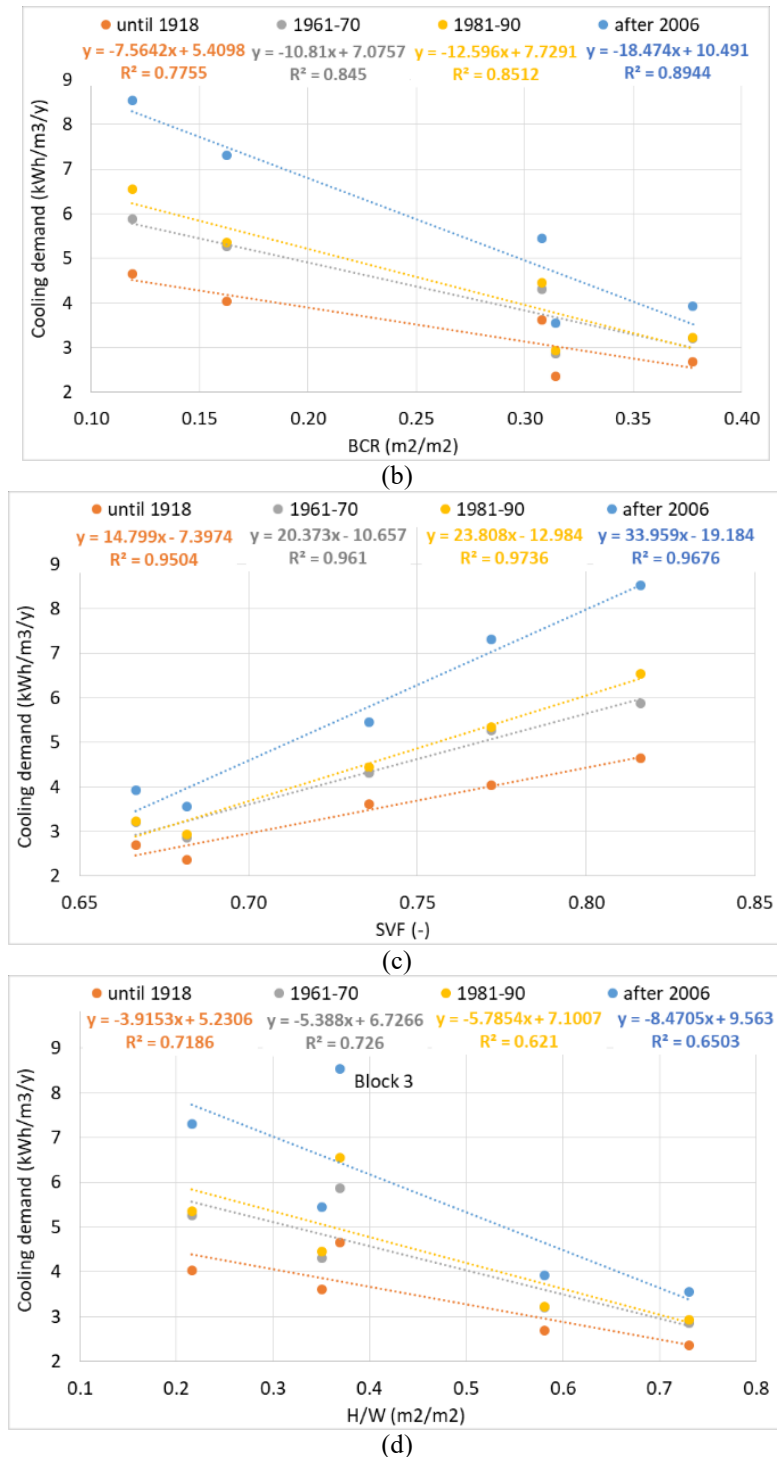 until 1918 1961-70 1981-90 after 2006
y = -7.5642x + 5.4098 y = -10.81x + 7.0757 y = -12.596x + 7.7291 y = -18.474x + 10.491
R² = 0.7755 R² = 0.845 R² = 0.8512 R² = 0.8944
Cooling demand (kWh/m3/y)
9
8
7
6
5
4
3
2
0.10 0.15 0.20 0.25 0.30 0.35 0.40
BCR (m2/m2)
(b)
until 1918 1961-70 1981-90 after 2006
y = 14.799x - 7.3974 y = 20.373x - 10.657 y = 23.808x - 12.984 y = 33.959x - 19.184
R² = 0.9504 R² = 0.961 R² = 0.9736 R² = 0.9676
Cooling demand (kWh/m3/y)
9
8
7
6
5
4
3
2
0.65 0.70 0.75 0.80 0.85
SVF (-)
(c)
until 1918 1961-70 1981-90 after 2006
y = -3.9153x + 5.2306 y = -5.388x + 6.7266 y = -5.7854x + 7.1007 y = -8.4705x + 9.563
R² = 0.7186 R² = 0.726 R² = 0.621 R² = 0.6503
Block 3
Cooling demand (kWh/m3/y)
9
8
7
6
5
4
3
2
0.1 0.2 0.3 0.4 0.5 0.6 0.7 0.8
H/W (m2/m2)
(d)